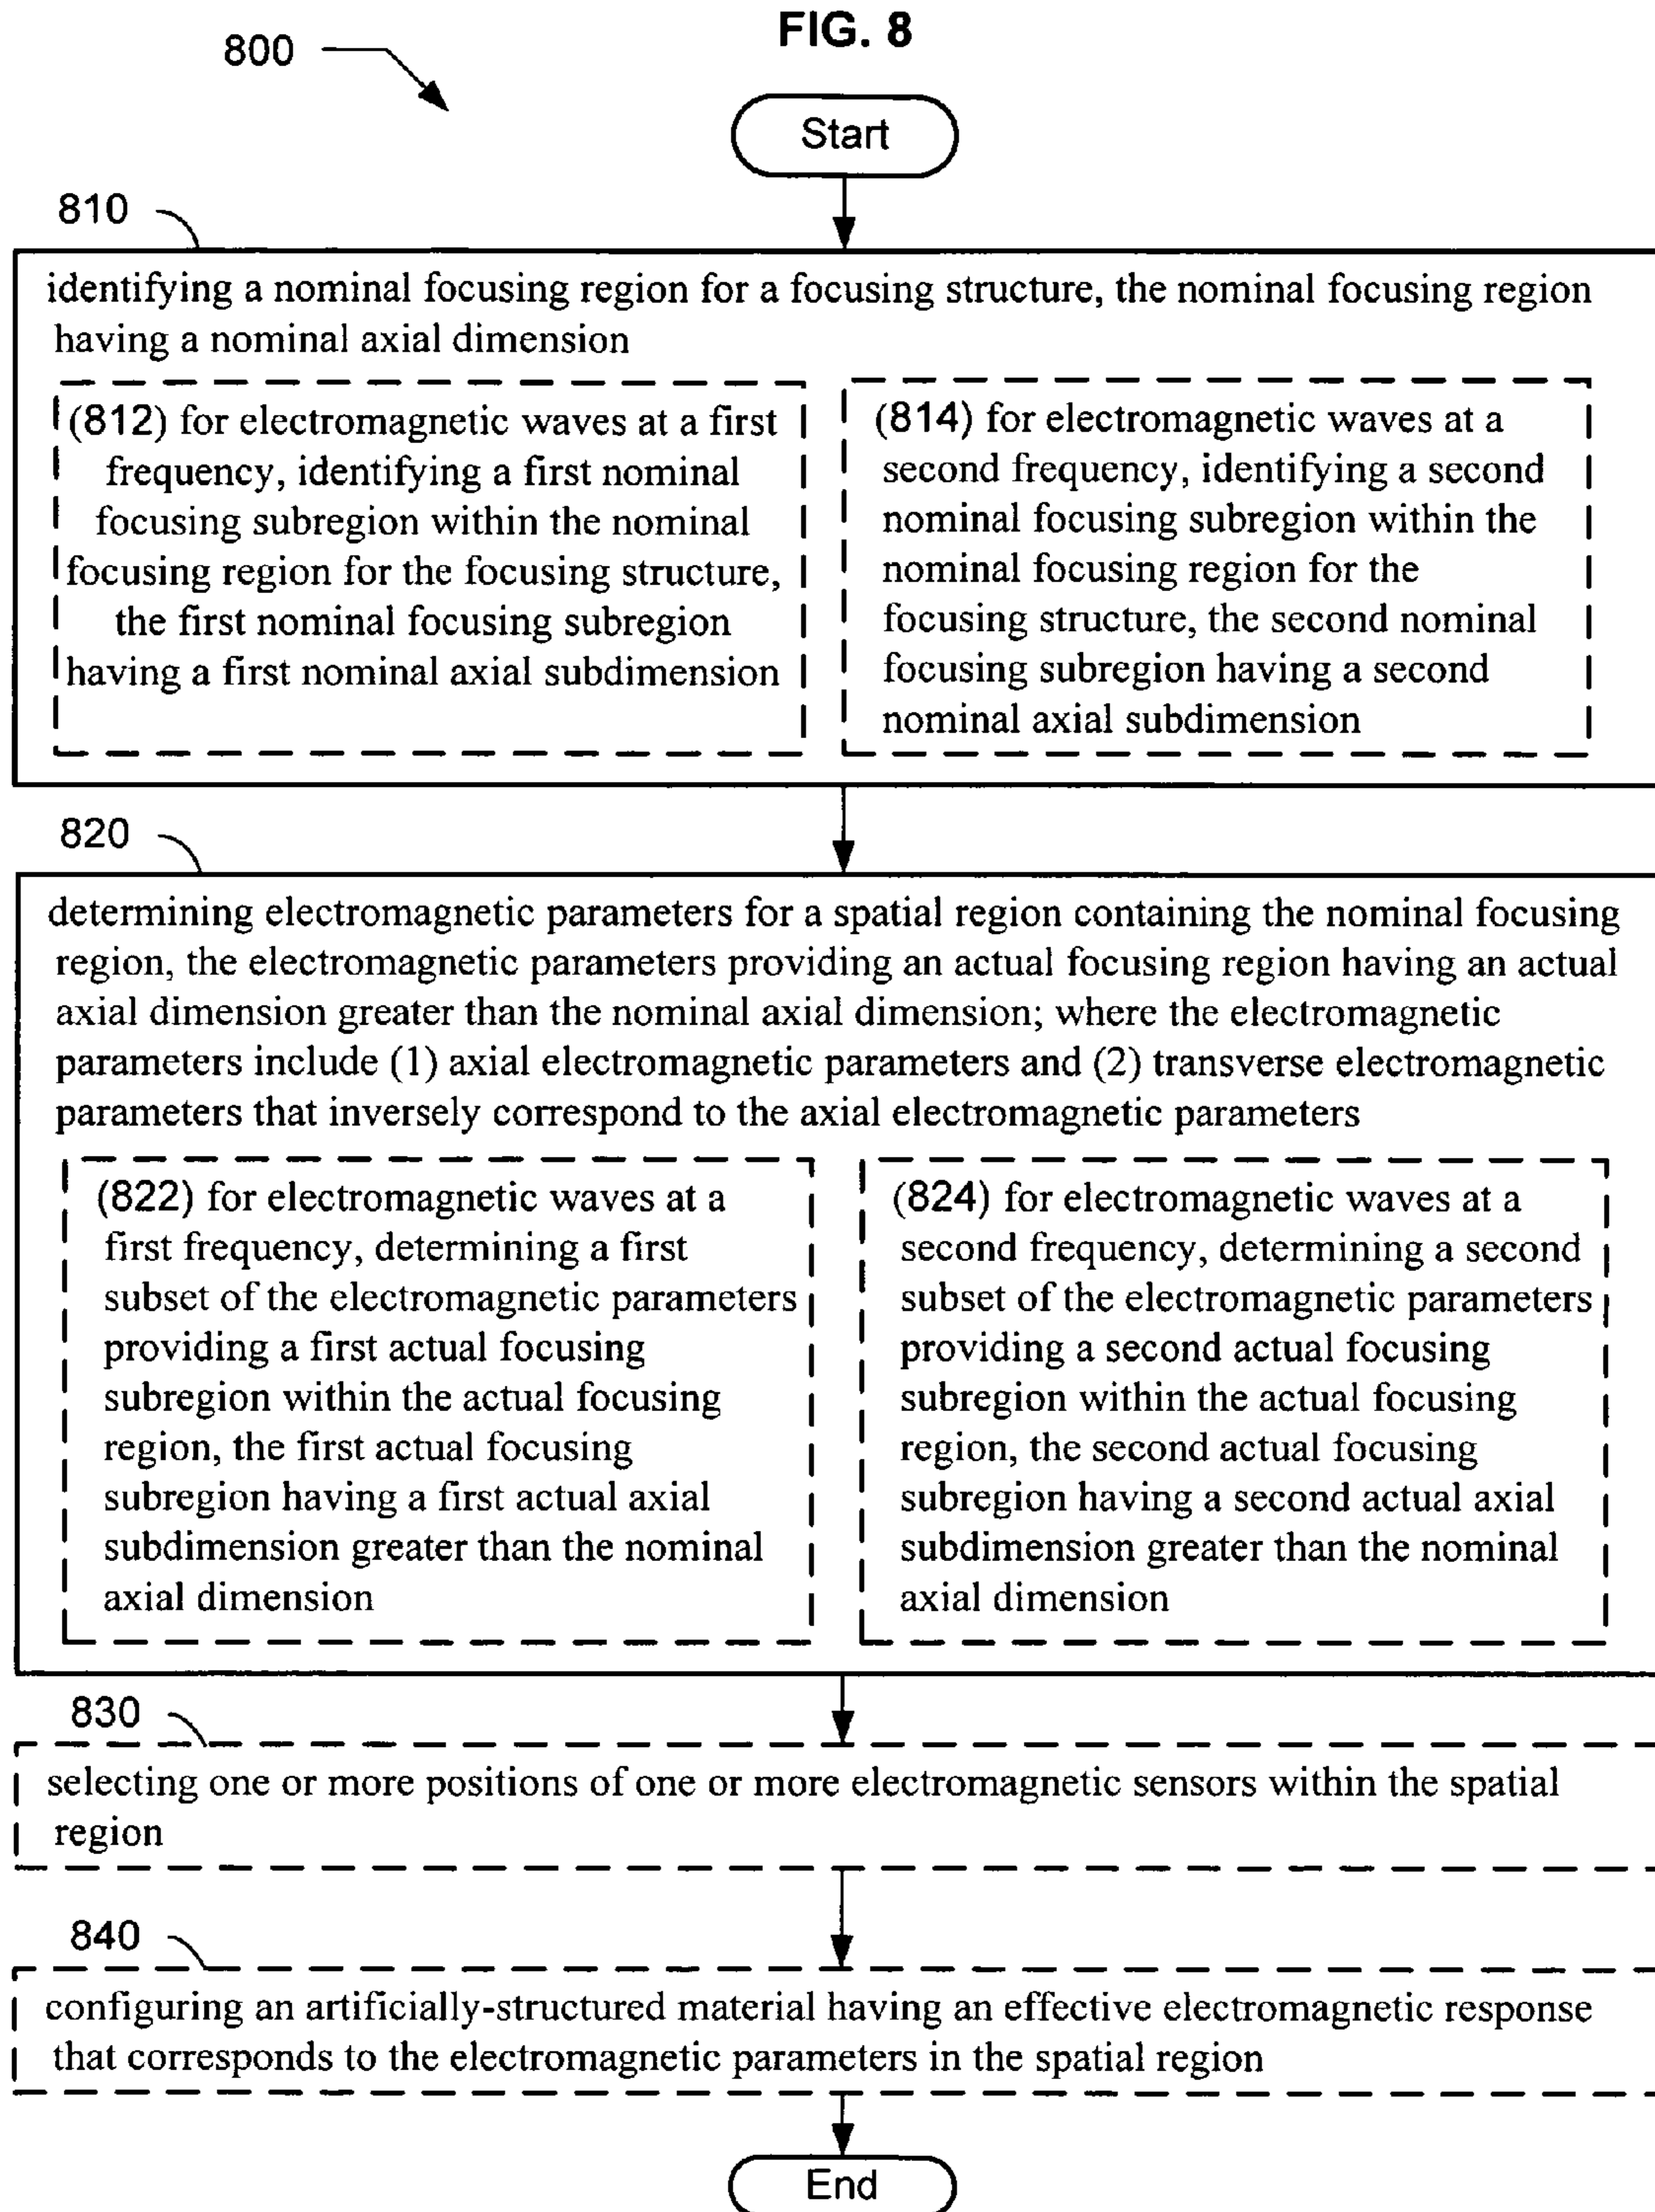 FIG. 8
800
Start
810
identifying a nominal focusing region for a focusing structure, the nominal focusing region
having a nominal axial dimension
(812) for electromagnetic waves at a first
frequency, identifying a first nominal
focusing subregion within the nominal
focusing region for the focusing structure,
the first nominal focusing subregion
having a first nominal axial subdimension
(814) for electromagnetic waves at a
second frequency, identifying a second
nominal focusing subregion within the
nominal focusing region for the
focusing structure, the second nominal
focusing subregion having a second
nominal axial subdimension
820
determining electromagnetic parameters for a spatial region containing the nominal focusing
region, the electromagnetic parameters providing an actual focusing region having an actual
axial dimension greater than the nominal axial dimension; where the electromagnetic
parameters include (1) axial electromagnetic parameters and (2) transverse electromagnetic
parameters that inversely correspond to the axial electromagnetic parameters
(822) for electromagnetic waves at a
first frequency, determining a first
subset of the electromagnetic parameters
providing a first actual focusing
subregion within the actual focusing
region, the first actual focusing
subregion having a first actual axial
subdimension greater than the nominal
axial dimension
(824) for electromagnetic waves at a
second frequency, determining a second
subset of the electromagnetic parameters
providing a second actual focusing
subregion within the actual focusing
region, the second actual focusing
subregion having a second actual axial
subdimension greater than the nominal
axial dimension
830
selecting one or more positions of one or more electromagnetic sensors within the spatial
region
840
configuring an artificially-structured material having an effective electromagnetic response
that corresponds to the electromagnetic parameters in the spatial region
End